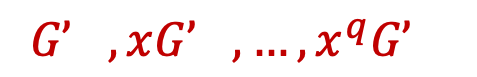 G’ , xG’ , … , x^q G’